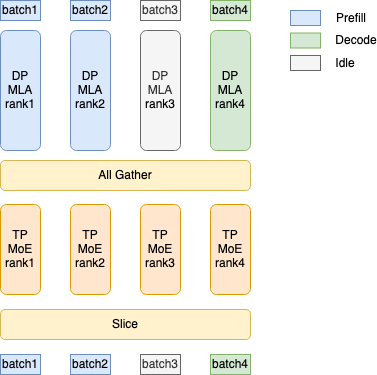 batch1 batch2 batch3 batch4
Prefill
Decode
Idle
DP
MLA
rank1
DP
MLA
rank2
DP
MLA
rank3
DP
MLA
rank4
All Gather
TP
MoE
rank1
TP
MoE
rank2
TP
MoE
rank3
TP
MoE
rank4
Slice
batch1 batch2 batch3 batch4